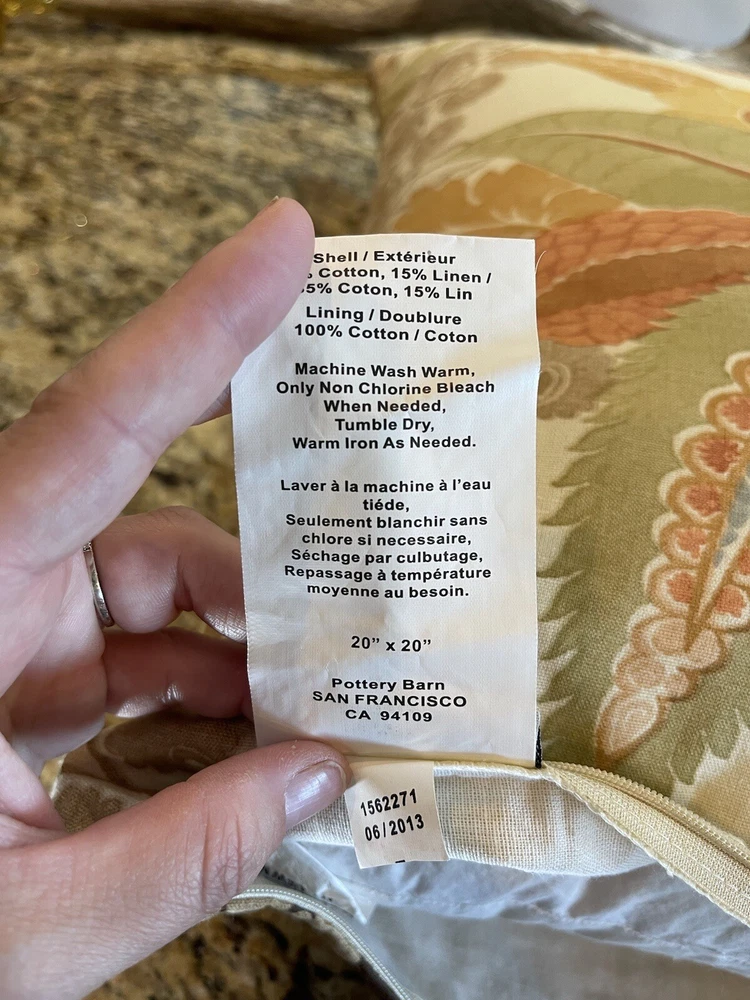 Shell / Extérieur
% Cotton, 15% Linen /
5% Coton, 15% Lin
Lining / Doublure
100% Cotton / Coton
Machine Wash Warm,
Only Non Chlorine Bleach
When Needed,
Tumble Dry,
Warm Iron As Needed.
Laver à la machine à l'eau
tiéde,
Seulement blanchir sans
chlore si necessaire,
Séchage par culbutage,
Repassage à température
moyenne au besoin.
20" x 20"
Pottery Barn
SAN FRANCISCO
CA 94109
1562271
06/2013